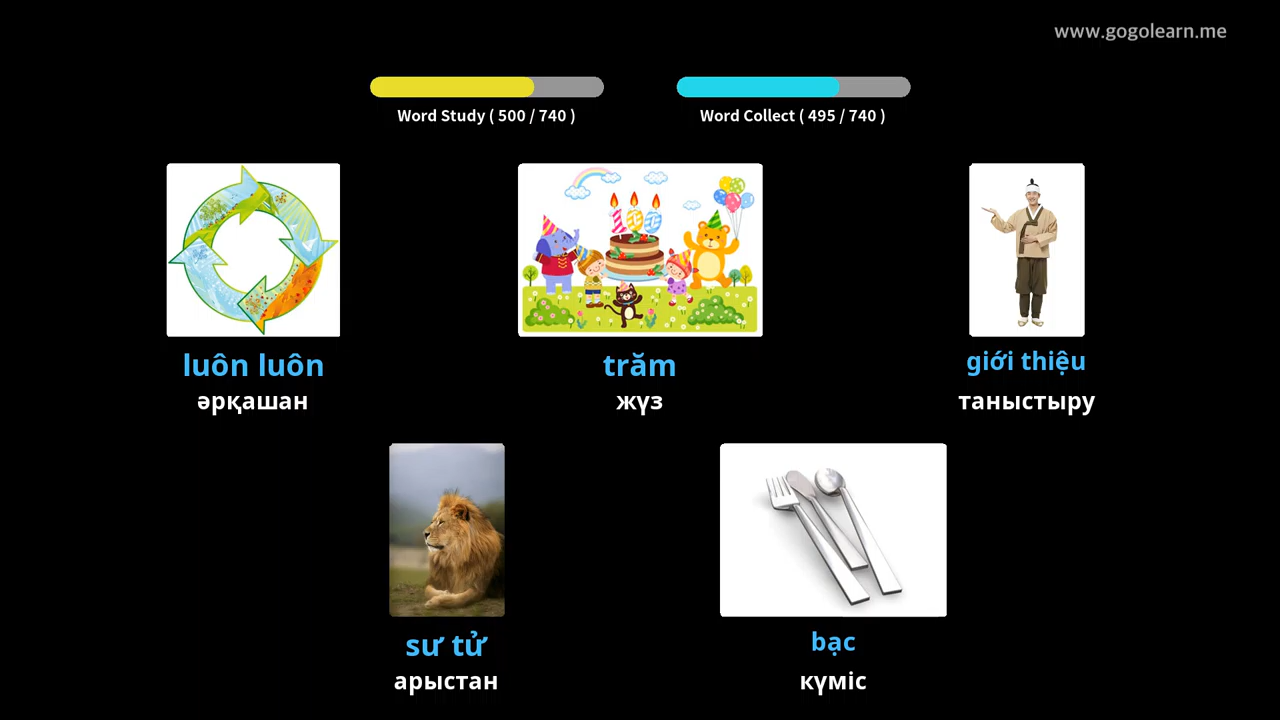 www.gogolearn.me
Word Study ( 500 / 740 )
Word Collect ( 495 / 740 )
100
luôn luôn
әрқашан
trăm
жүз
giới thiệu
таныстыру
sư tử
арыстан
bạc
күміс